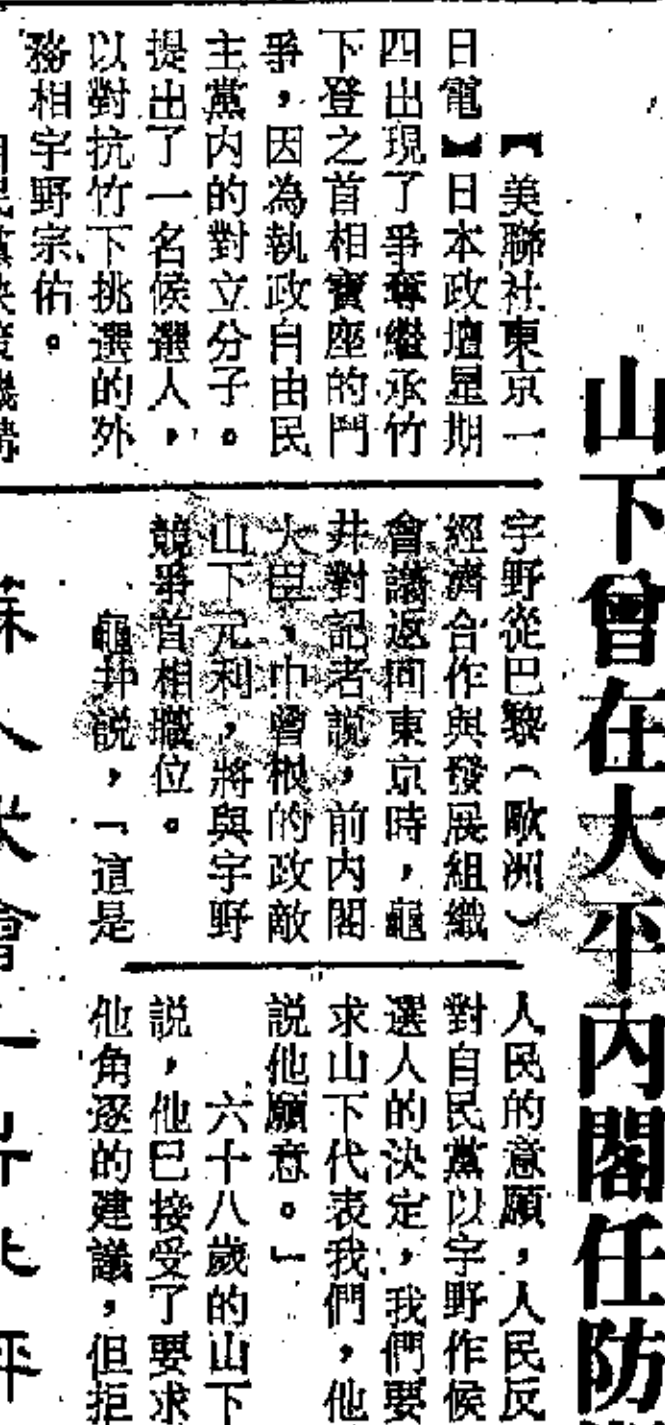 山下曾在大平內閣任防
【美聯社東京一
日電】日本政壇星期
四出現了爭奪繼承竹
下登之首相寶座的鬥
爭，因為執政自由民
主黨內的對立分子。
提出了一名候選人，
以對抗竹下挑選的外
務相宇野宗佑。
宇野從巴黎（歐洲）
經濟合作與發展組織
會議返回東京時，龜
井對記者說，前內閣
大臣、中曾根的政敵
山下元利，將與宇野
競爭首相職位。
龜井說，「這是
人民的意願，人民反
對自民黨以宇野作候
選人的決定，我們要
求山下代表我們，他
說他願意。」
六十八歲的山下
說，他已接受了要求
他角逐的建議，但拒